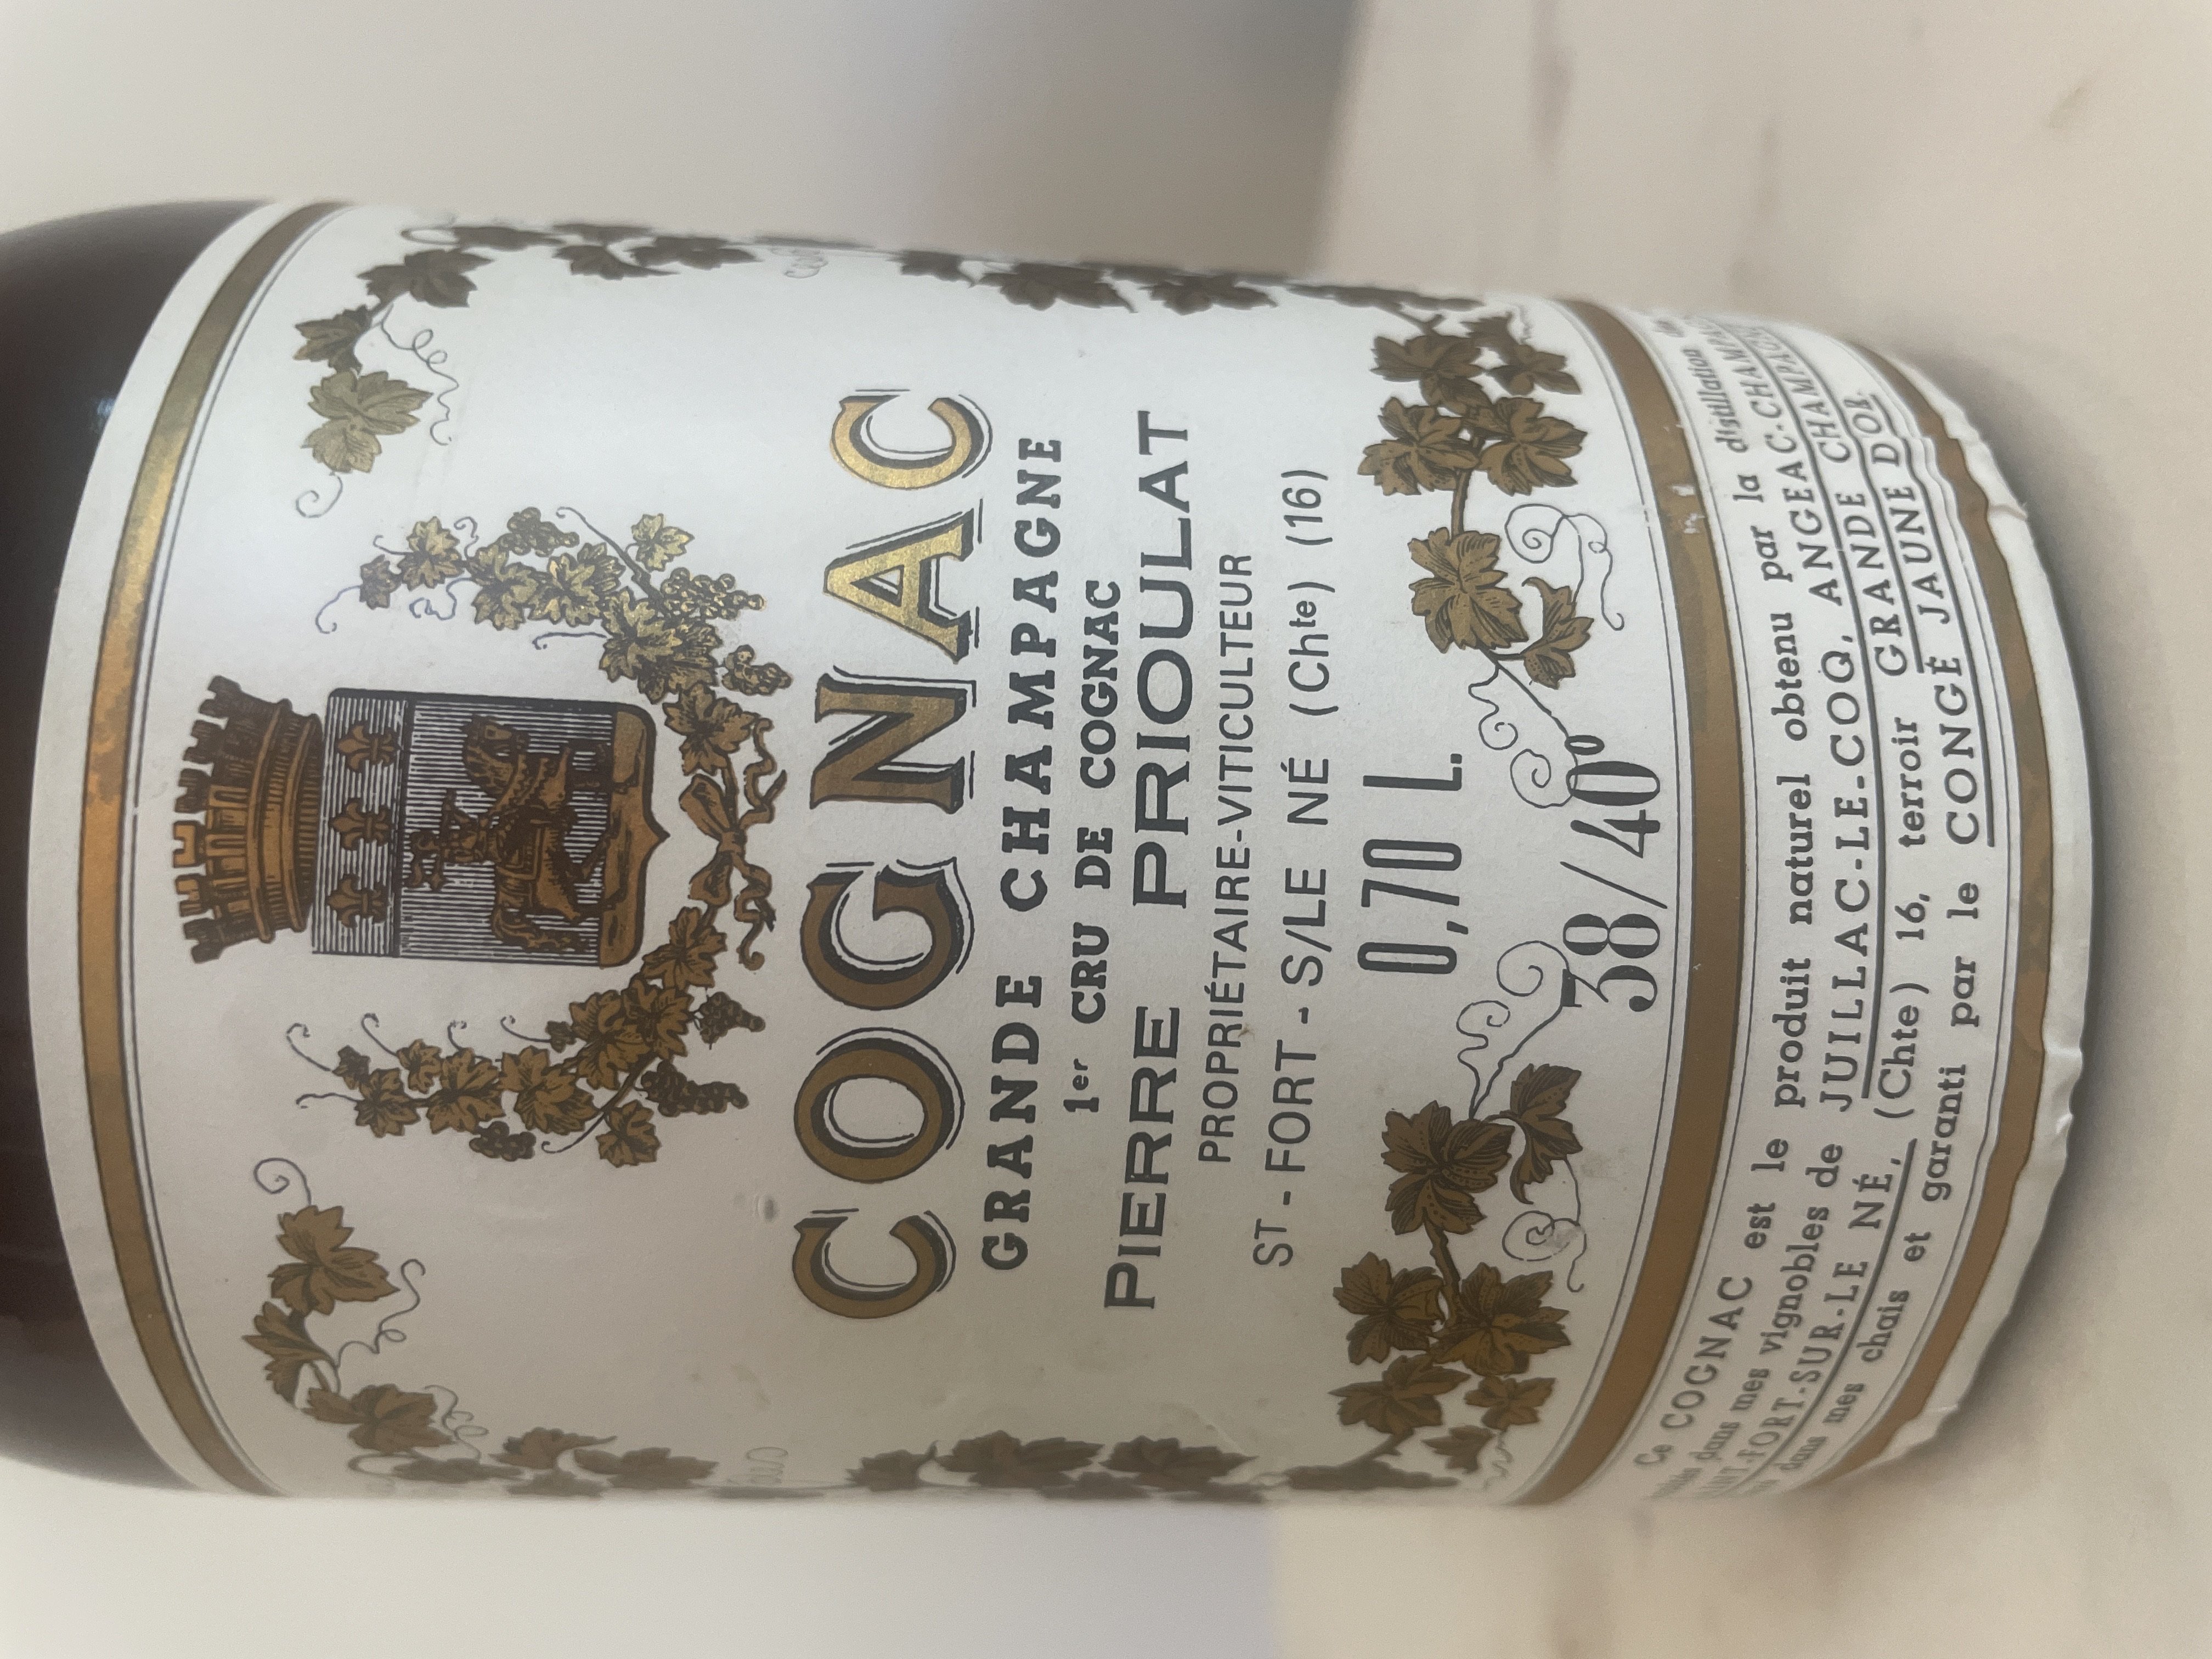 COGNAC
GRANDE CHAMPAGNE
1er CRU DE COGNAC
PIERRE PRIOULAT
PROPRIÉTAIRE-VITICULTEUR
ST-FORT-S/LE NÉ (Chte) (16)
0,70 L.
38/40°
Ce COGNAC est le produit naturel obtenu par la distillation
dans mes vignobles de JUILLAC-LE-COQ, ANGEAC-CHAMPAGNE
FORT-SUR-LE NÉ, (Chte) 16, terroir GRANDE CHAMPAGNE
dans mes chais et garanti par le CONGÉ JAUNE D'OR.